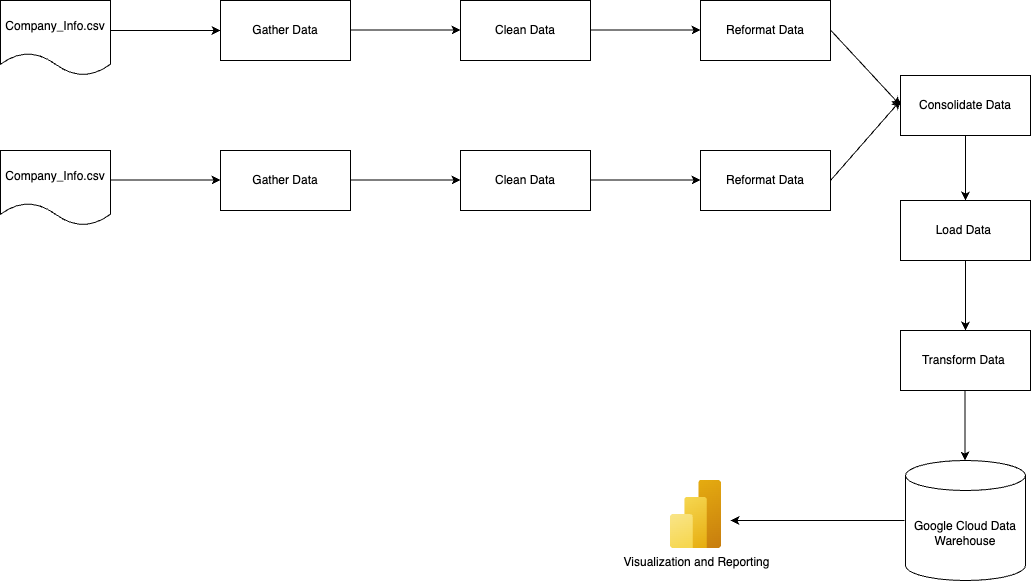 Company_Info.csv
Gather Data
Clean Data
Reformat Data
Consolidate Data
Company_Info.csv
Gather Data
Clean Data
Reformat Data
Load Data
Transform Data
Google Cloud Data
Warehouse
Visualization and Reporting